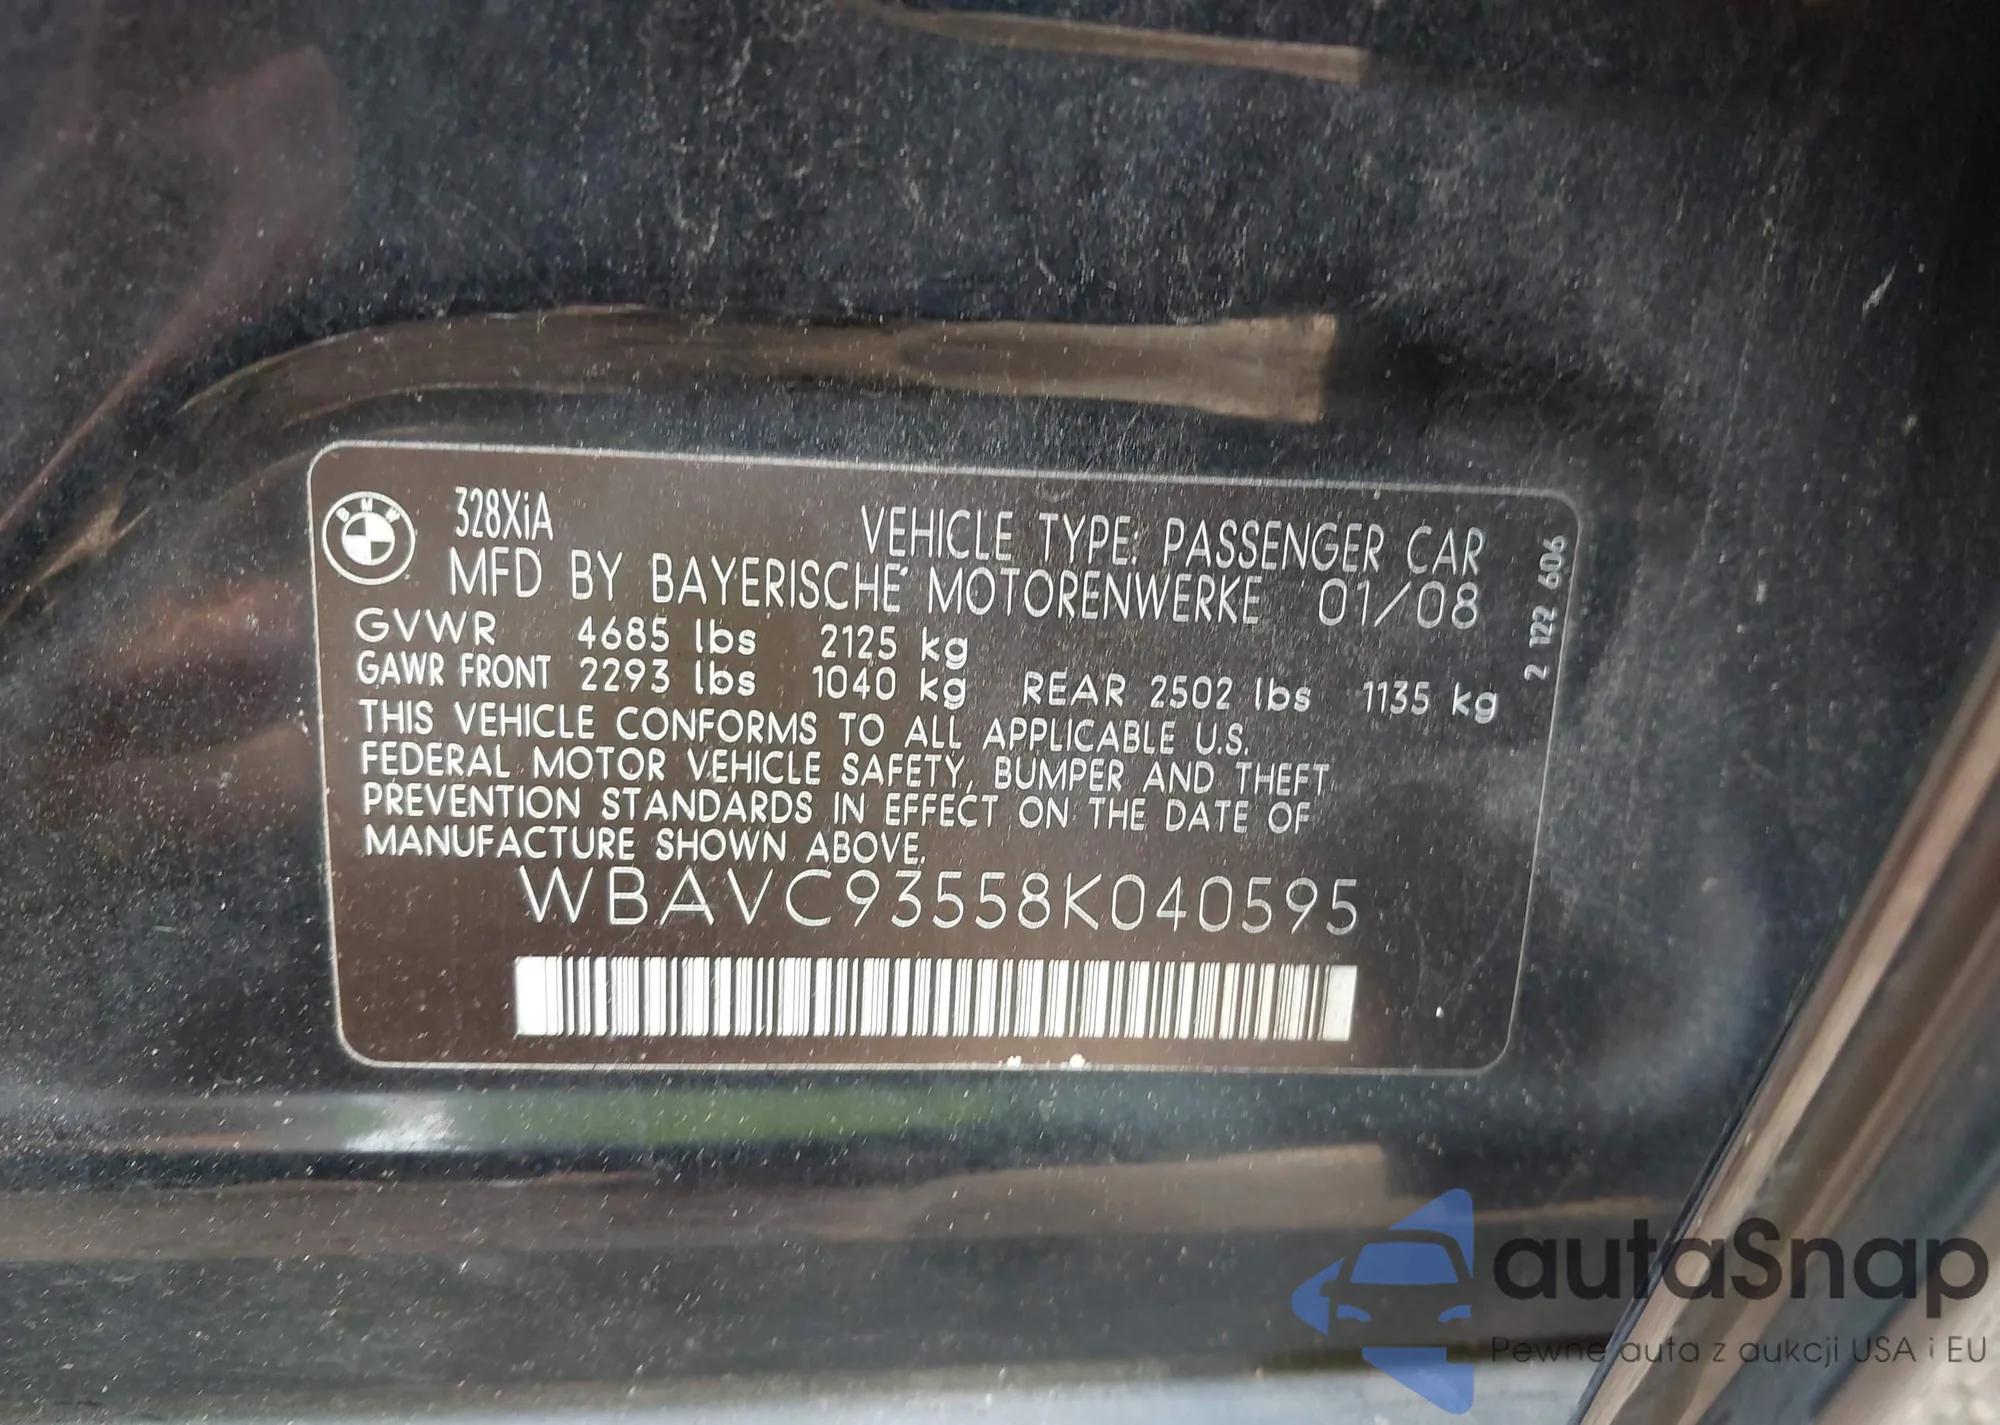 BMW
328XiA
VEHICLE TYPE: PASSENGER CAR
MFD BY BAYERISCHE MOTORENWERKE 01/08
GVWR 4685 lbs 2125 kg
GAWR FRONT 2293 lbs 1040 kg REAR 2502 lbs 1135 kg
2 122 606
THIS VEHICLE CONFORMS TO ALL APPLICABLE U.S.
FEDERAL MOTOR VEHICLE SAFETY, BUMPER AND THEFT
PREVENTION STANDARDS IN EFFECT ON THE DATE OF
MANUFACTURE SHOWN ABOVE.
WBAVC93558K040595
autaSnap
Pewne auta z aukcji USA i EU